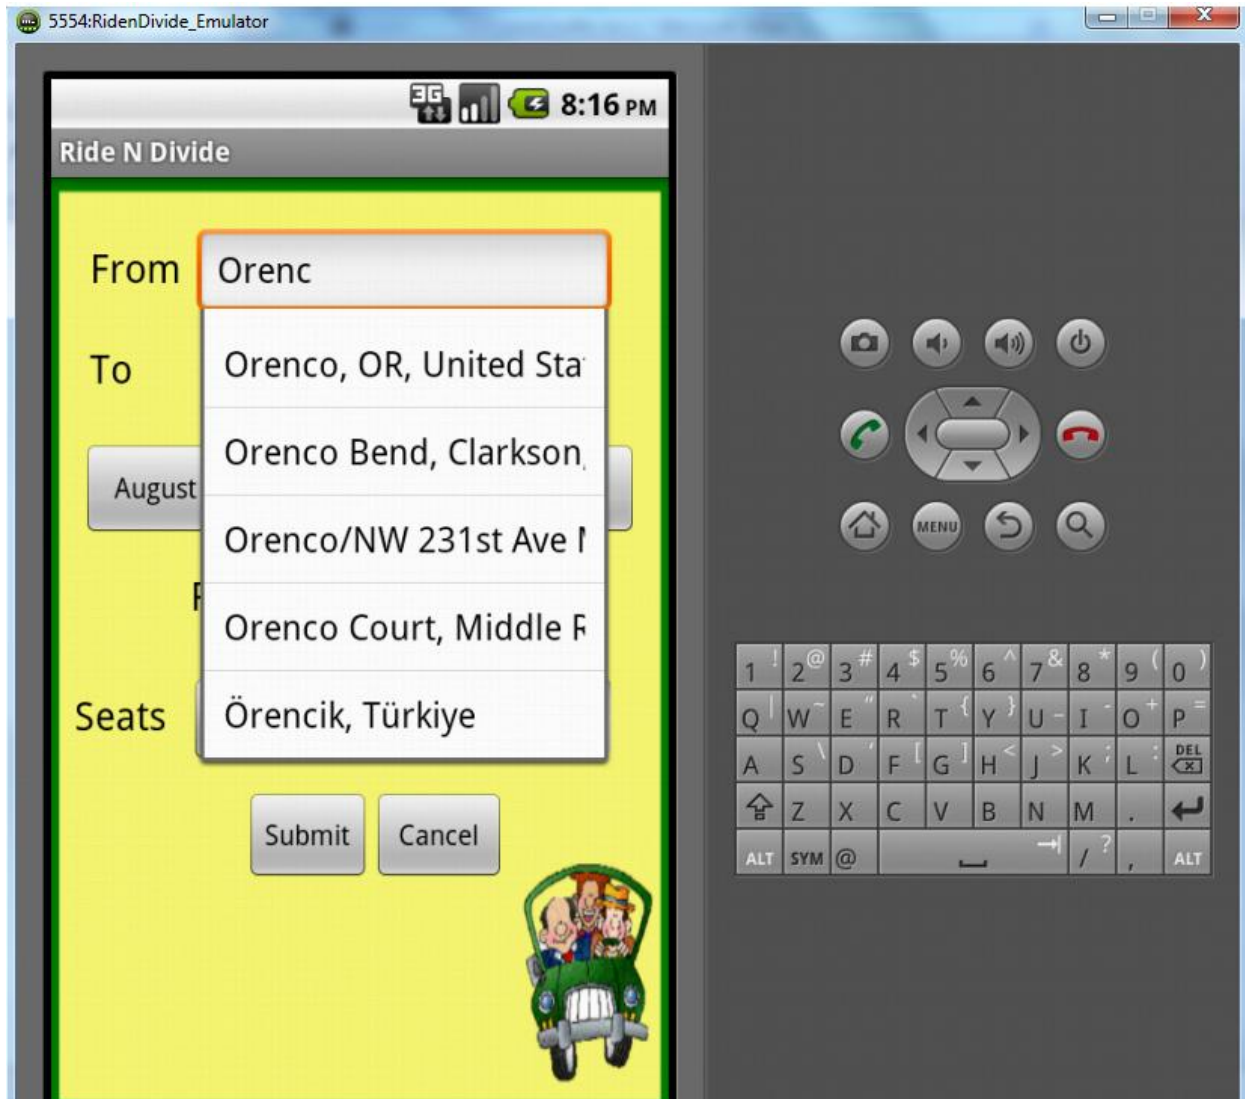 5554:RidenDivide_Emulator
3G 8:16 PM
Ride N Divide
From Orenc
Orenco, OR, United Sta
To
Orenco Bend, Clarkson,
August
Orenco/NW 231st Ave
Orenco Court, Middle
Seats
Örencik, Türkiye
Submit Cancel
MENU
1 ! 2 @ 3 # 4 $ 5 % 6 ^ 7 & 8 * 9 ( 0 )
Q | W ~ E " R ` T { Y } U _ I - O + P =
A S \ D ' F [ G ] H < J > K ; L : DEL
Z X C V B N M .
ALT SYM @ / ? , ALT